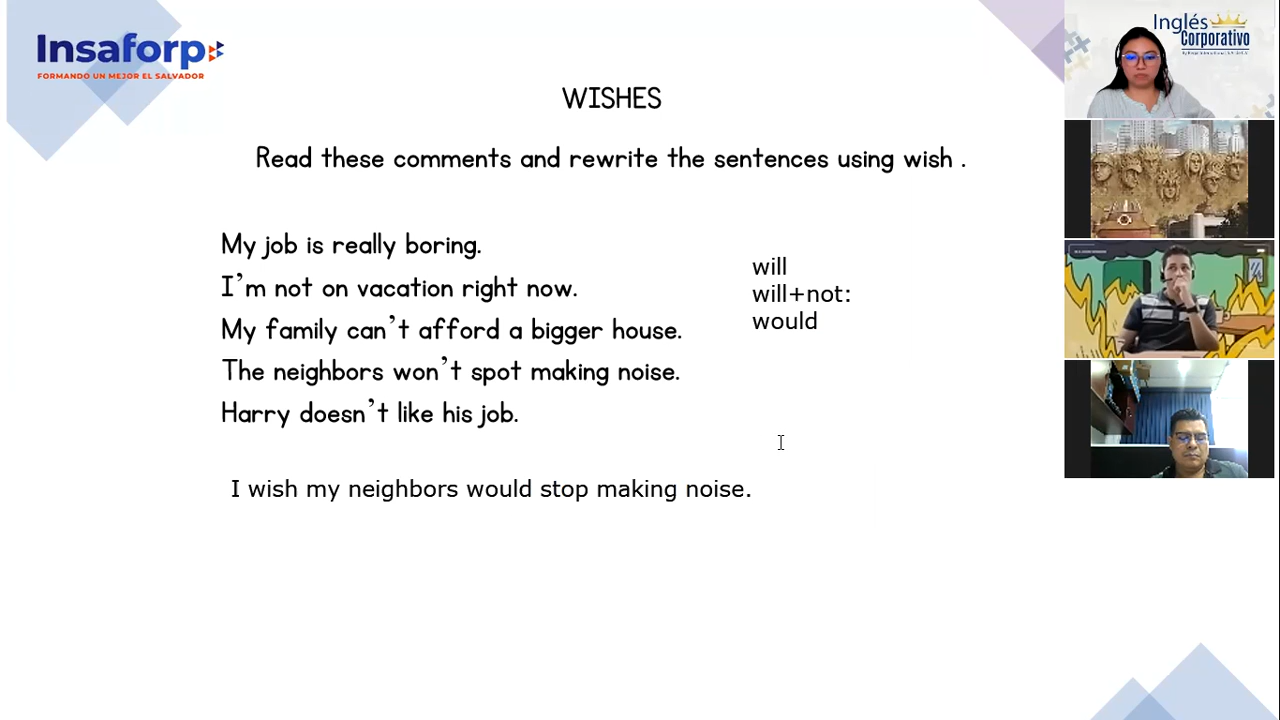 Insaforp
FORMANDO UN MEJOR EL SALVADOR
Inglés
Corporativo
WISHES
Read these comments and rewrite the sentences using wish .
My job is really boring.
I'm not on vacation right now.
My family can't afford a bigger house.
The neighbors won't spot making noise.
Harry doesn't like his job.
will
will+not:
would
I wish my neighbors would stop making noise.